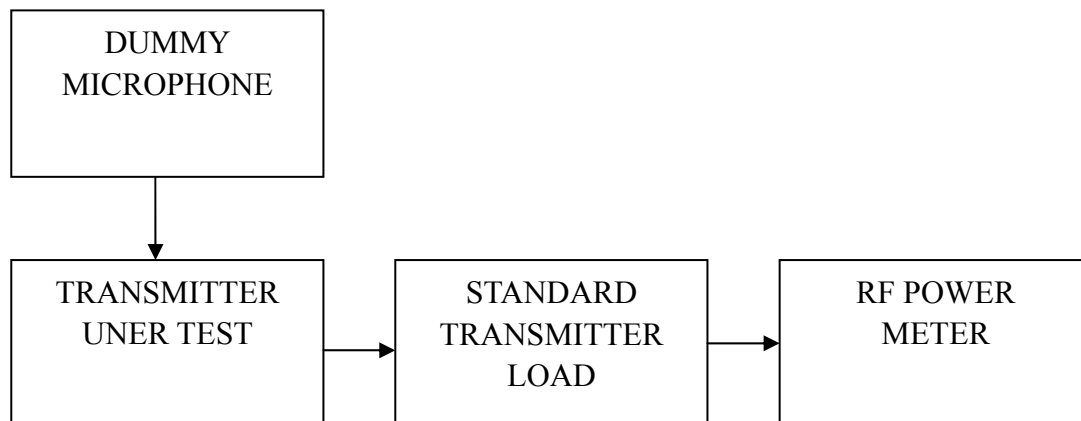 DUMMY
MICROPHONE
TRANSMITTER
UNER TEST
STANDARD
TRANSMITTER
LOAD
RF POWER
METER